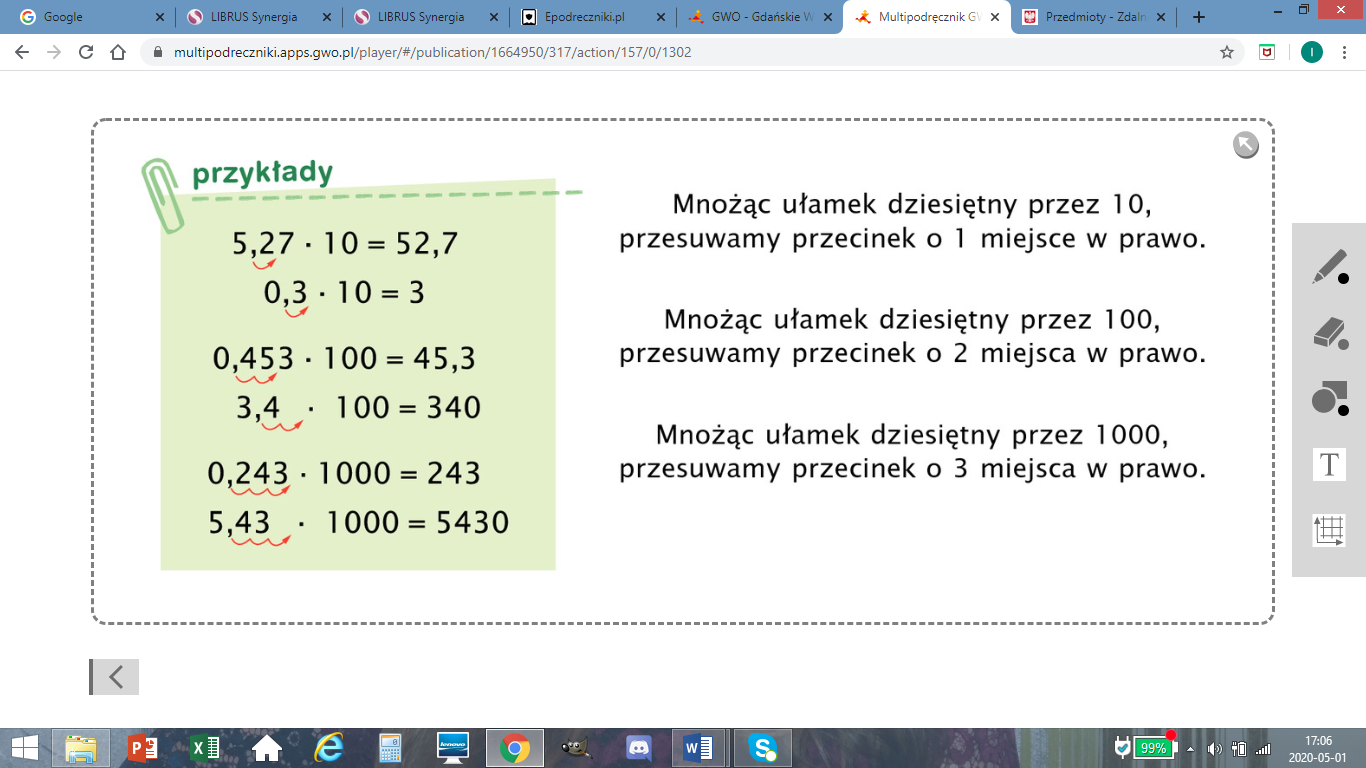 Google
LIBRUS Synergia
LIBRUS Synergia
Epodreczniki.pl
GWO - Gdańskie W
Multipodręcznik GW
Przedmioty - Zdaln
multipodreczniki.apps.gwo.pl/player/#/publication/1664950/317/action/157/0/1302
I
przykłady
5,27 · 10 = 52,7
0,3 · 10 = 3
0,453 · 100 = 45,3
3,4 · 100 = 340
0,243 · 1000 = 243
5,43 · 1000 = 5430
Mnożąc ułamek dziesiętny przez 10,
przesuwamy przecinek o 1 miejsce w prawo.
Mnożąc ułamek dziesiętny przez 100,
przesuwamy przecinek o 2 miejsca w prawo.
Mnożąc ułamek dziesiętny przez 1000,
przesuwamy przecinek o 3 miejsca w prawo.
T
lenovo
99%
17:06
2020-05-01